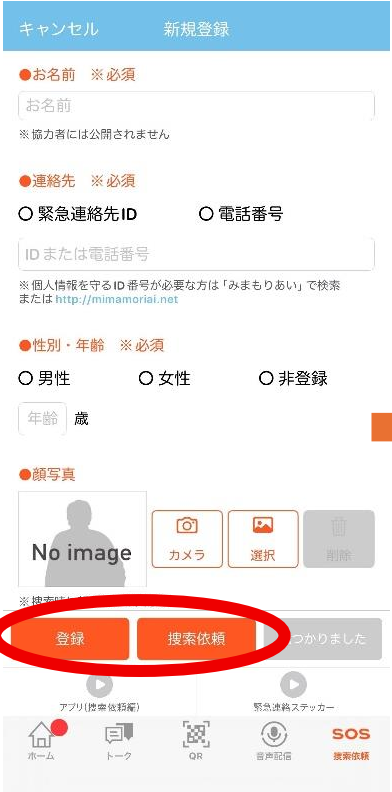 キャンセル 新規登録
●お名前 ※必須
お名前
※協力者には公開されません
●連絡先 ※必須
緊急連絡先ID 電話番号
IDまたは電話番号
※個人情報を守るID番号が必要な方は「みまもりあい」で検索
または http://mimamoriai.net
●性別・年齢 ※必須
男性 女性 非登録
年齢 歳
●顔写真
No image
カメラ 選択 削除
登録 捜索依頼 つかりました
アプリ(捜索依頼編) 緊急連絡ステッカー
ホーム トーク QR 音声配信 SOS
捜索依頼